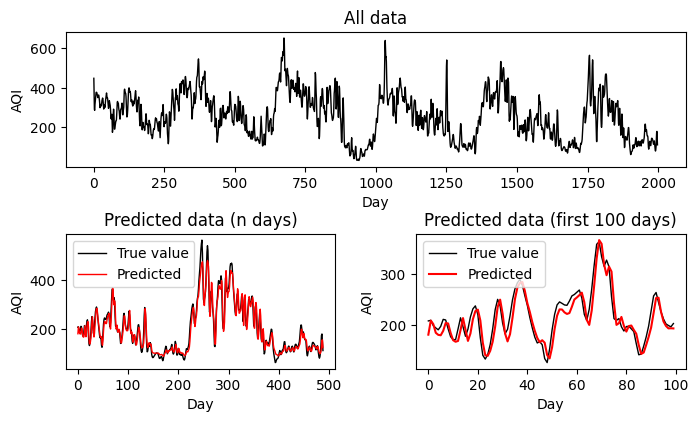 All data
AQI
600
400
200
0 250 500 750 1000 1250 1500 1750 2000
Day
Predicted data (n days)
AQI
400
200
True value
Predicted
0 100 200 300 400 500
Day
Predicted data (first 100 days)
AQI
300
200
True value
Predicted
0 20 40 60 80 100
Day